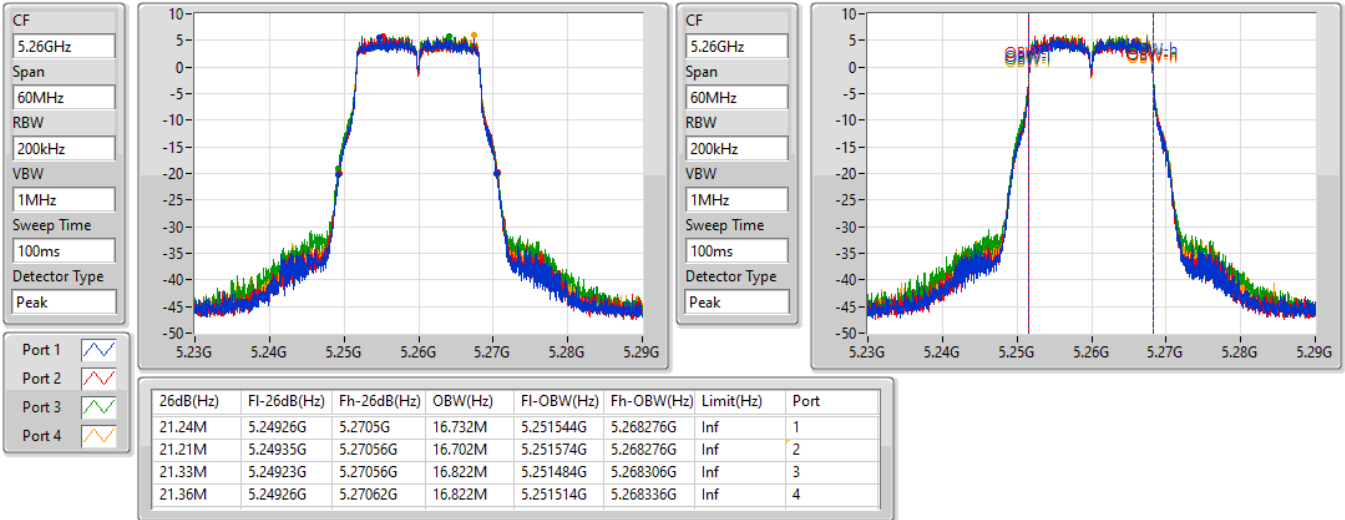 CF
5.26GHz
Span
60MHz
RBW
200kHz
VBW
1MHz
Sweep Time
100ms
Detector Type
Peak
10
5
0
-5
-10
-15
-20
-25
-30
-35
-40
-45
-50
5.23G 5.24G 5.25G 5.26G 5.27G 5.28G 5.29G
CF
5.26GHz
Span
60MHz
RBW
200kHz
VBW
1MHz
Sweep Time
100ms
Detector Type
Peak
10
5
0
-5
-10
-15
-20
-25
-30
-35
-40
-45
-50
5.23G 5.24G 5.25G 5.26G 5.27G 5.28G 5.29G
Port 1
Port 2
Port 3
Port 4
26dB(Hz) Fl-26dB(Hz) Fh-26dB(Hz) OBW(Hz) Fl-OBW(Hz) Fh-OBW(Hz) Limit(Hz) Port
21.24M 5.24926G 5.2705G 16.732M 5.251544G 5.268276G Inf 1
21.21M 5.24935G 5.27056G 16.702M 5.251574G 5.268276G Inf 2
21.33M 5.24923G 5.27056G 16.822M 5.251484G 5.268306G Inf 3
21.36M 5.24926G 5.27062G 16.822M 5.251514G 5.268336G Inf 4